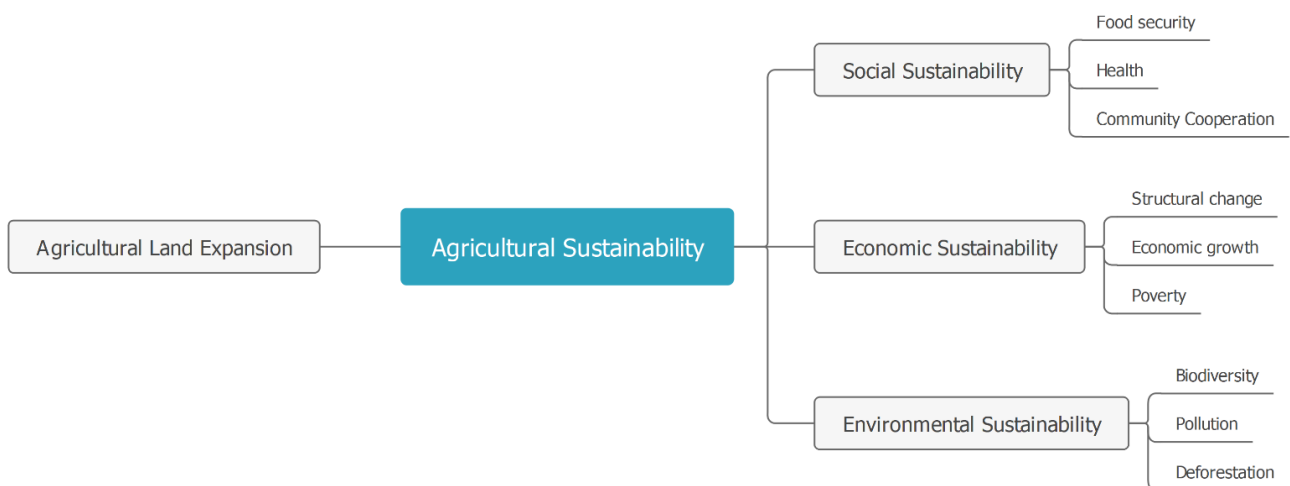 Agricultural Land Expansion
Agricultural Sustainability
Social Sustainability
Food security
Health
Community Cooperation
Economic Sustainability
Structural change
Economic growth
Poverty
Environmental Sustainability
Biodiversity
Pollution
Deforestation